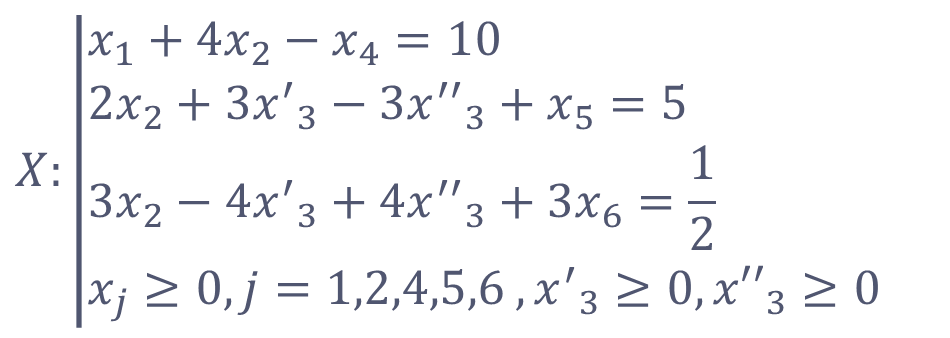 x₁ + 4x₂ − x₄ = 10
2x₂ + 3x′₃ − 3x″₃ + x₅ = 5
X: 3x₂ − 4x′₃ + 4x″₃ + 3x₆ = 1/2
xⱼ ≥ 0, j = 1,2,4,5,6 , x′₃ ≥ 0, x″₃ ≥ 0